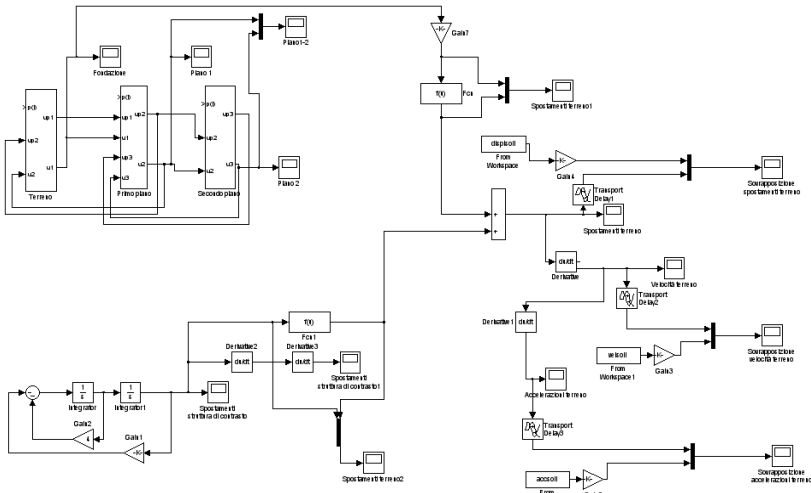 Fondazione
Piano 1
Piano1-2
Gain7
f(u)
Fcn
Spostamenti terreno1
>p(t)
up1
up2
u1
u2
Terreno
>p(t)
up2
up1
u1
up3
u2
u3
Primo piano
>p(t)
up3
up2
u3
u2
Secondo piano
Piano 2
displsoil
From
Workspace
-K-
Gain4
Transport
Delay1
Sovrapposizione
spostamenti terreno
+
+
Spostamenti terreno
du/dt
Derivative
Velocità terreno
Transport
Delay2
Derivative1
du/dt
velsoil
From
Workspace1
-K-
Gain3
Sovrapposizione
velocità terreno
f(u)
Fcn1
Derivative2
du/dt
Derivative3
du/dt
Spostamenti
struttura di contrasto1
1
s
Integrator
1
s
Integrator1
Spostamenti
struttura di contrasto
Gain2
Gain1
-K-
Spostamenti terreno2
Accelerazioni terreno
Transport
Delay3
accsoil
From
Sovrapposizione
accelerazioni terreno